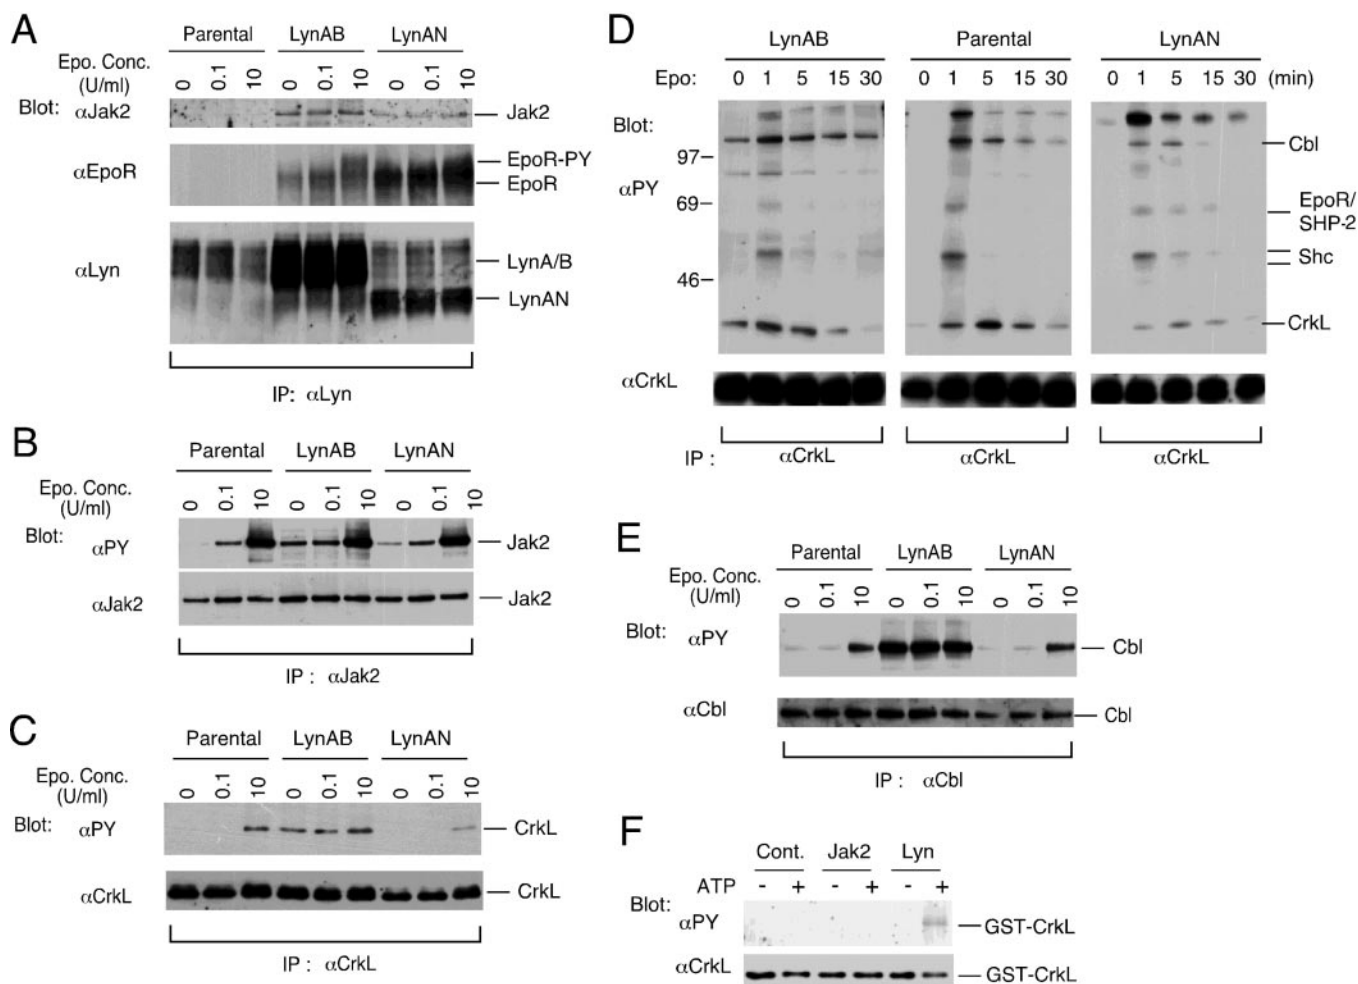 A
Parental LynAB LynAN
Epo. Conc.
(U/ml)
0 0.1 10 0 0.1 10 0 0.1 10
Blot: αJak2
Jak2
αEpoR
EpoR-PY
EpoR
αLyn
LynA/B
LynAN
IP: αLyn
B
Parental LynAB LynAN
Epo. Conc.
(U/ml)
0 0.1 10 0 0.1 10 0 0.1 10
Blot: αPY
Jak2
αJak2
Jak2
IP : αJak2
C
Parental LynAB LynAN
Epo. Conc.
(U/ml)
0 0.1 10 0 0.1 10 0 0.1 10
Blot: αPY
CrkL
αCrkL
CrkL
IP : αCrkL
D
LynAB Parental LynAN
Epo: 0 1 5 15 30 0 1 5 15 30 0 1 5 15 30 (min)
Blot:
αPY
97
69
46
Cbl
EpoR/
SHP-2
Shc
CrkL
αCrkL
IP : αCrkL αCrkL αCrkL
E
Parental LynAB LynAN
Epo. Conc.
(U/ml)
0 0.1 10 0 0.1 10 0 0.1 10
Blot: αPY
Cbl
αCbl
Cbl
IP : αCbl
F
Cont. Jak2 Lyn
ATP - + - + - +
Blot:
αPY
GST-CrkL
αCrkL
GST-CrkL